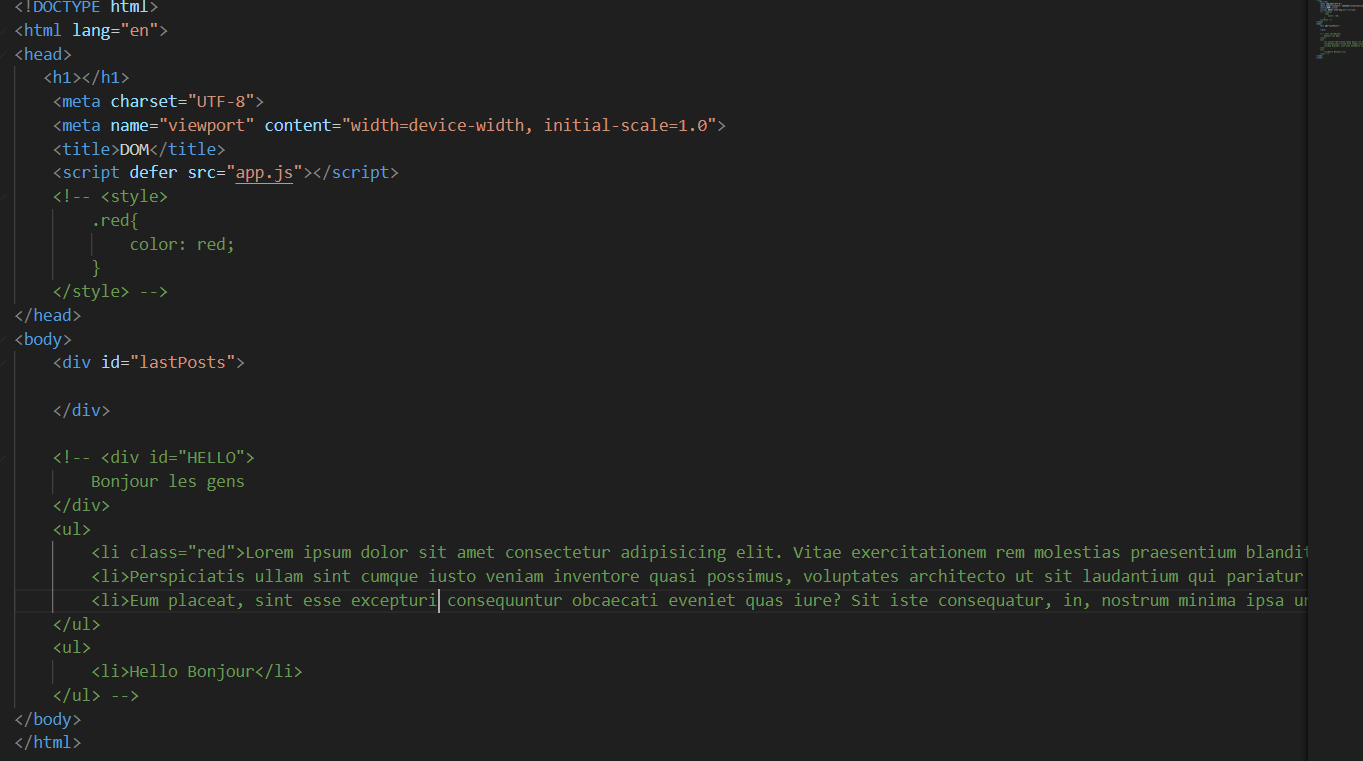 <!DOCTYPE html>
<html lang="en">
<head>
   <h1></h1>
    <meta charset="UTF-8">
    <meta name="viewport" content="width=device-width, initial-scale=1.0">
    <title>DOM</title>
    <script defer src="app.js"></script>
    <!-- <style>
        .red{
            color: red;
        }
    </style> -->
</head>
<body>
    <div id="lastPosts">
    </div>
    <!-- <div id="HELLO">
        Bonjour les gens
    </div>
    <ul>
        <li class="red">Lorem ipsum dolor sit amet consectetur adipisicing elit. Vitae exercitationem rem molestias praesentium blandit
        <li>Perspiciatis ullam sint cumque iusto veniam inventore quasi possimus, voluptates architecto ut sit laudantium qui pariatur
        <li>Eum placeat, sint esse excepturi consequuntur obcaecati eveniet quas iure? Sit iste consequatur, in, nostrum minima ipsa
    </ul>
    <ul>
        <li>Hello Bonjour</li>
    </ul> -->
</body>
</html>